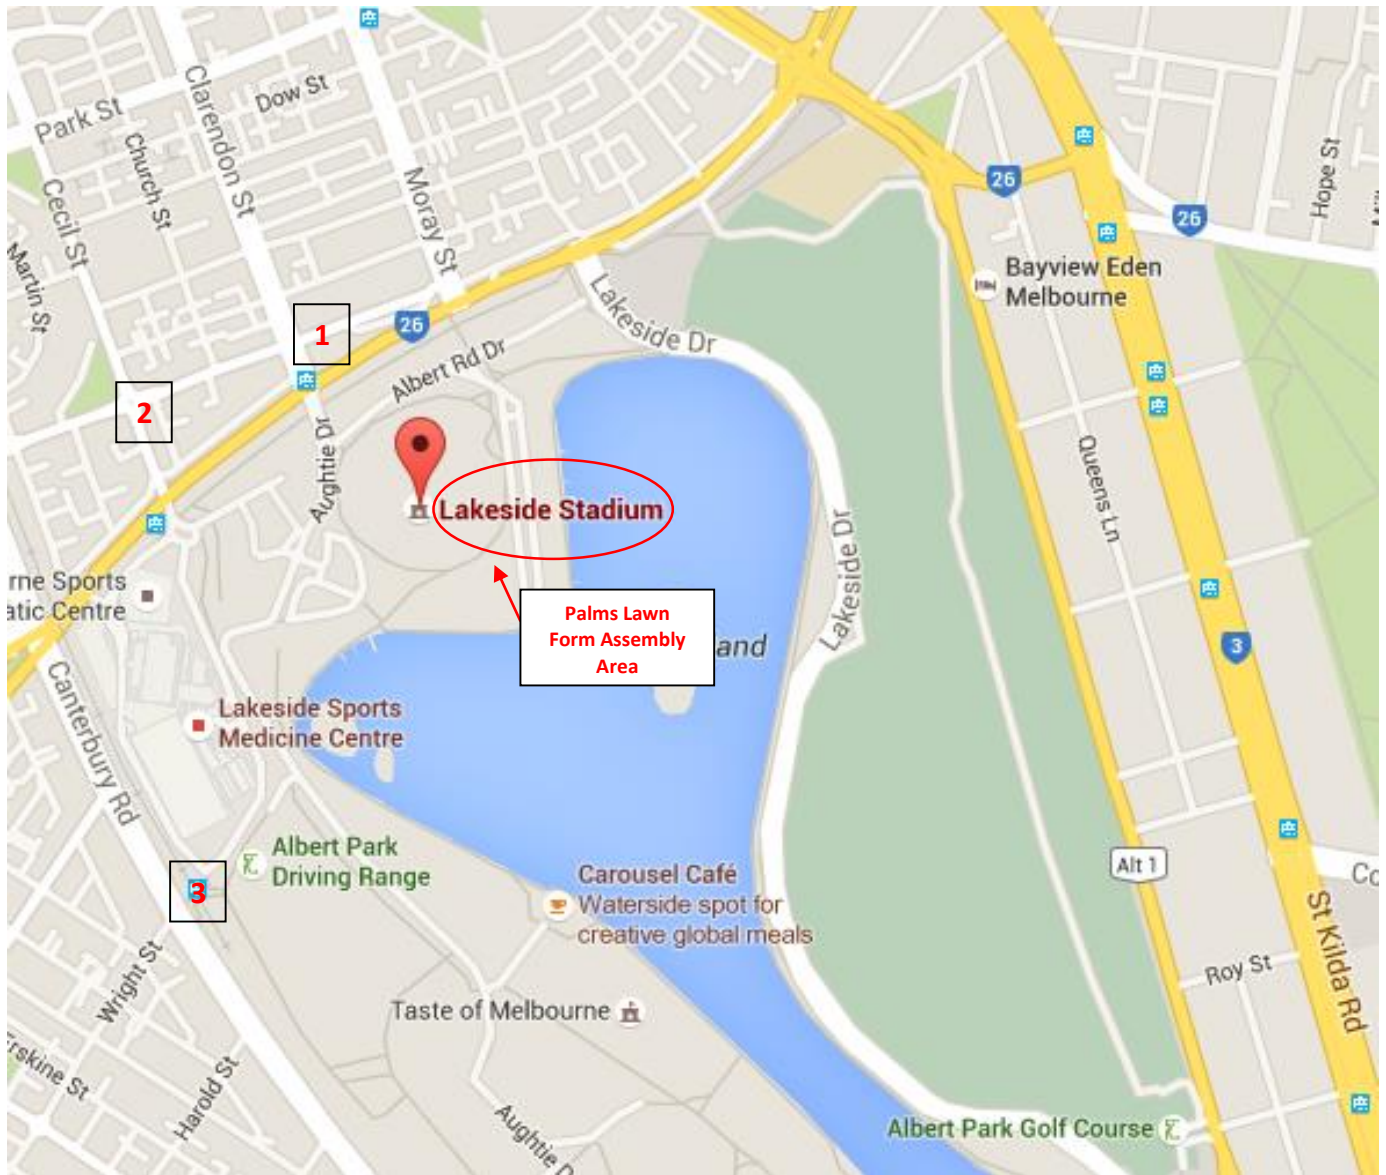 Park St
Dow St
Clarendon St
Church St
Cecil St
Moray St
Martin St
Hope St
26
26
26
Bayview Eden
Melbourne
Lakeside Dr
1
2
Albert Rd Dr
Aughtie Dr
Lakeside Stadium
Queens Ln
Lakeside Dr
rne Sports
atic Centre
Palms Lawn
Form Assembly
Area
and
3
Canterbury Rd
Lakeside Sports
Medicine Centre
Albert Park
Driving Range
3
Carousel Café
Waterside spot for
creative global meals
Alt 1
Co
St Kilda Rd
Roy St
Wright St
Taste of Melbourne
Erskine St
Harold St
Aughtie D
Albert Park Golf Course